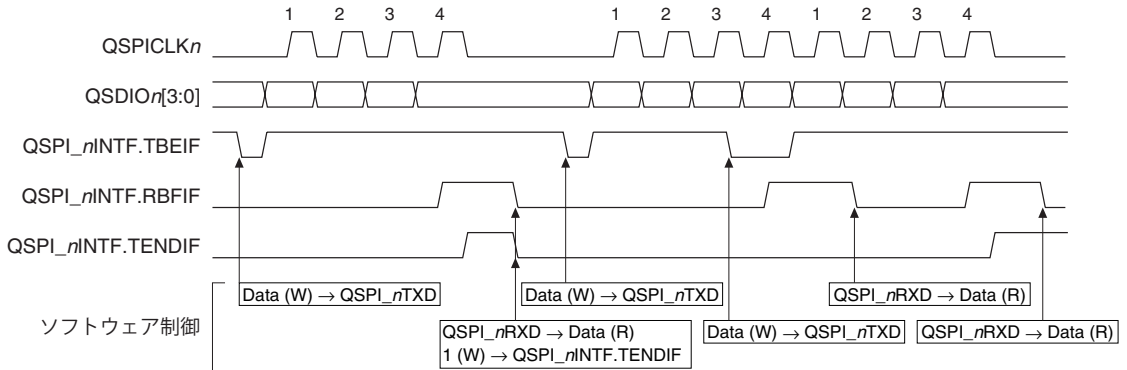 1 2 3 4 1 2 3 4 1 2 3 4
QSPICLKn
QSDIOn[3:0]
QSPI_nINTF.TBEIF
QSPI_nINTF.RBFIF
QSPI_nINTF.TENDIF
Data (W) → QSPI_nTXD
Data (W) → QSPI_nTXD
QSPI_nRXD → Data (R)
ソフトウェア制御
QSPI_nRXD → Data (R)
1 (W) → QSPI_nINTF.TENDIF
Data (W) → QSPI_nTXD
QSPI_nRXD → Data (R)